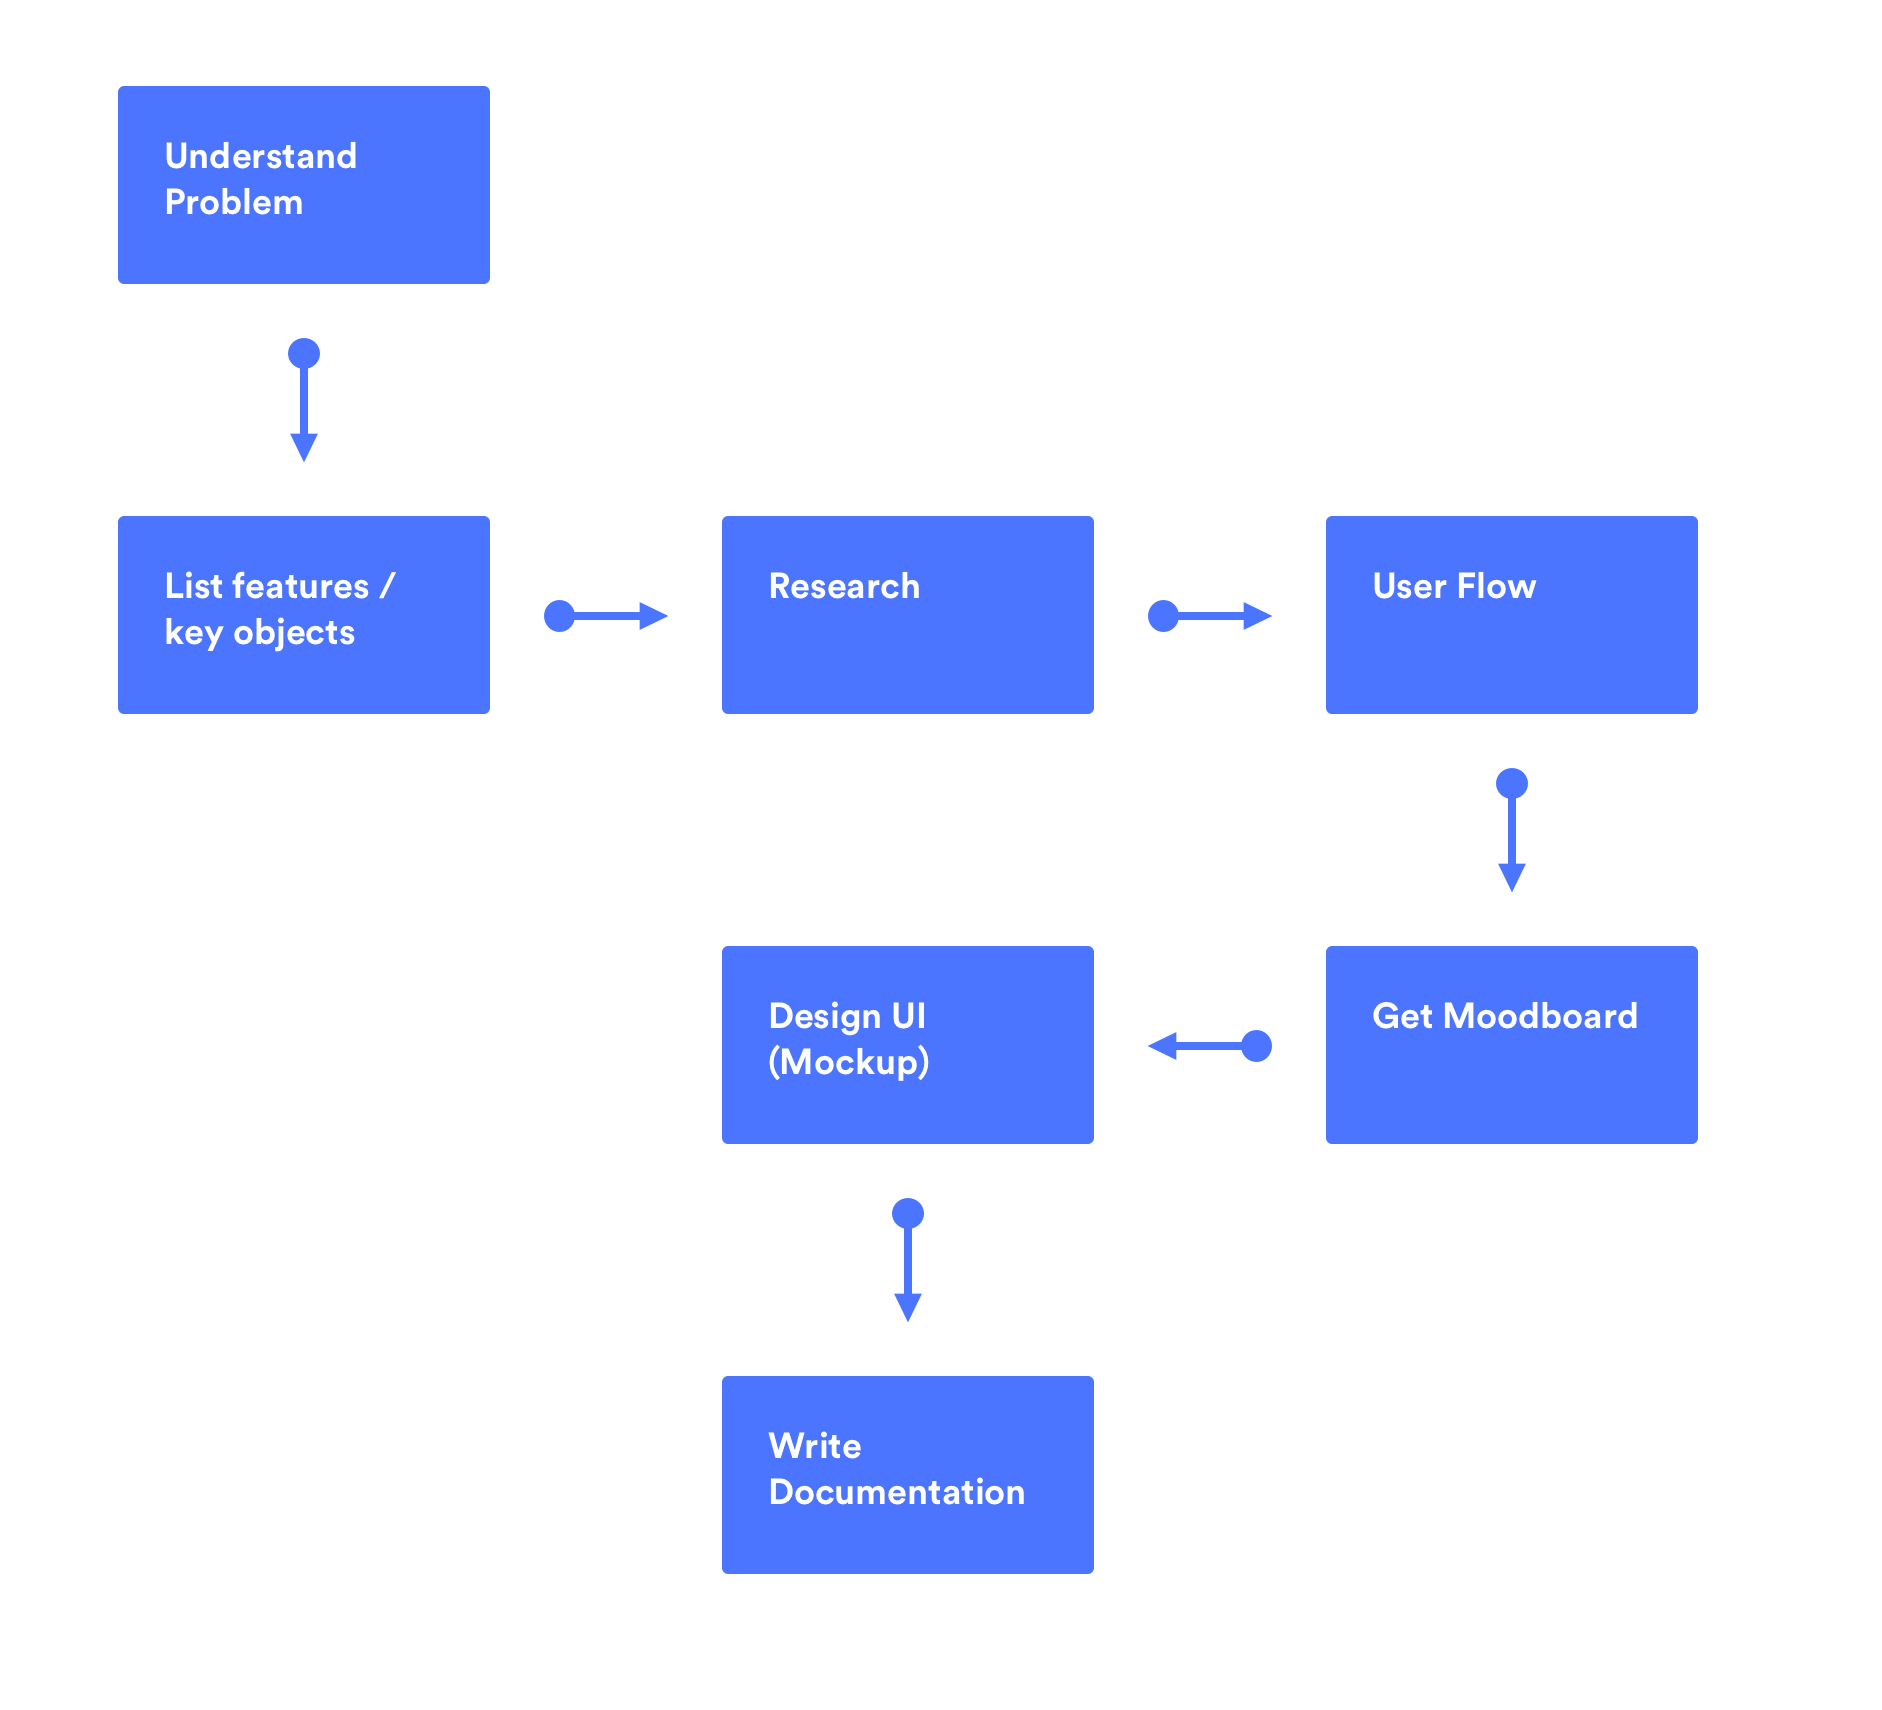 Understand
Problem
List features /
key objects
Research
User Flow
Get Moodboard
Design UI
(Mockup)
Write
Documentation